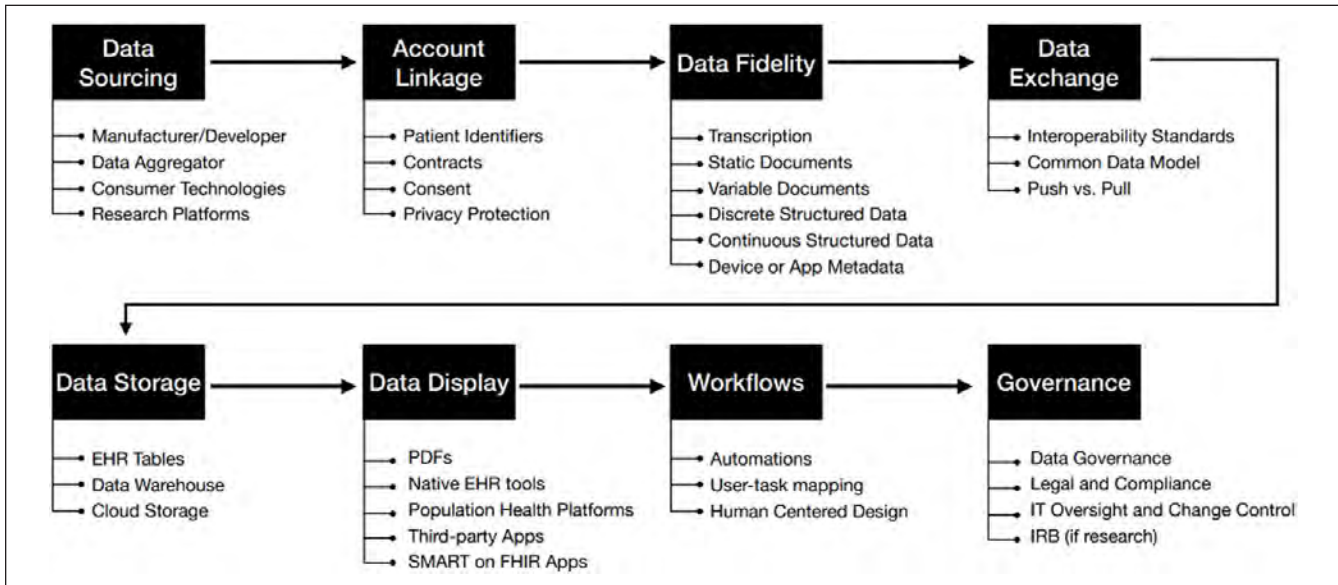 Data
Sourcing
Manufacturer/Developer
Data Aggregator
Consumer Technologies
Research Platforms
Account
Linkage
Patient Identifiers
Contracts
Consent
Privacy Protection
Data Fidelity
Transcription
Static Documents
Variable Documents
Discrete Structured Data
Continuous Structured Data
Device or App Metadata
Data
Exchange
Interoperability Standards
Common Data Model
Push vs. Pull
Data Storage
EHR Tables
Data Warehouse
Cloud Storage
Data Display
PDFs
Native EHR tools
Population Health Platforms
Third-party Apps
SMART on FHIR Apps
Workflows
Automations
User-task mapping
Human Centered Design
Governance
Data Governance
Legal and Compliance
IT Oversight and Change Control
IRB (if research)